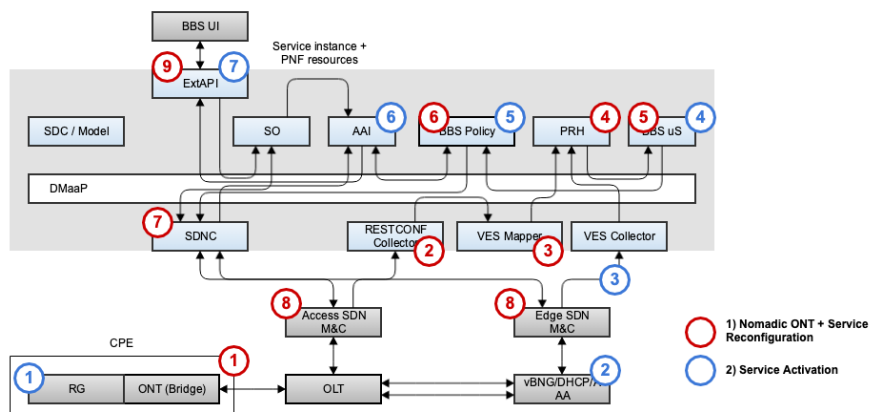 BBS UI
Service instance +
PNF resources
9
7
ExtAPI
SDC / Model
SO
AAI
6
6
BBS Policy
5
PRH
4
5
BBS uS
4
DMaaP
7
SDNC
RESTCONF
Collector
2
VES Mapper
3
VES Collector
3
8
Access SDN
M&C
8
Edge SDN
M&C
1) Nomadic ONT + Service
Reconfiguration
2) Service Activation
CPE
1
1
RG
ONT (Bridge)
OLT
vBNG/DHCP/A
AA
2